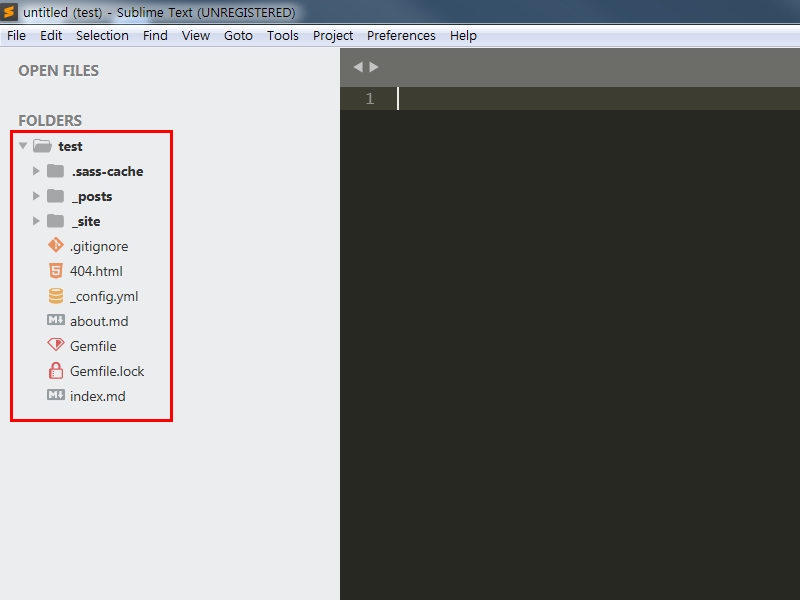 untitled (test) - Sublime Text (UNREGISTERED)
File Edit Selection Find View Goto Tools Project Preferences Help
OPEN FILES
FOLDERS
test
.sass-cache
_posts
_site
.gitignore
404.html
_config.yml
about.md
Gemfile
Gemfile.lock
index.md
1